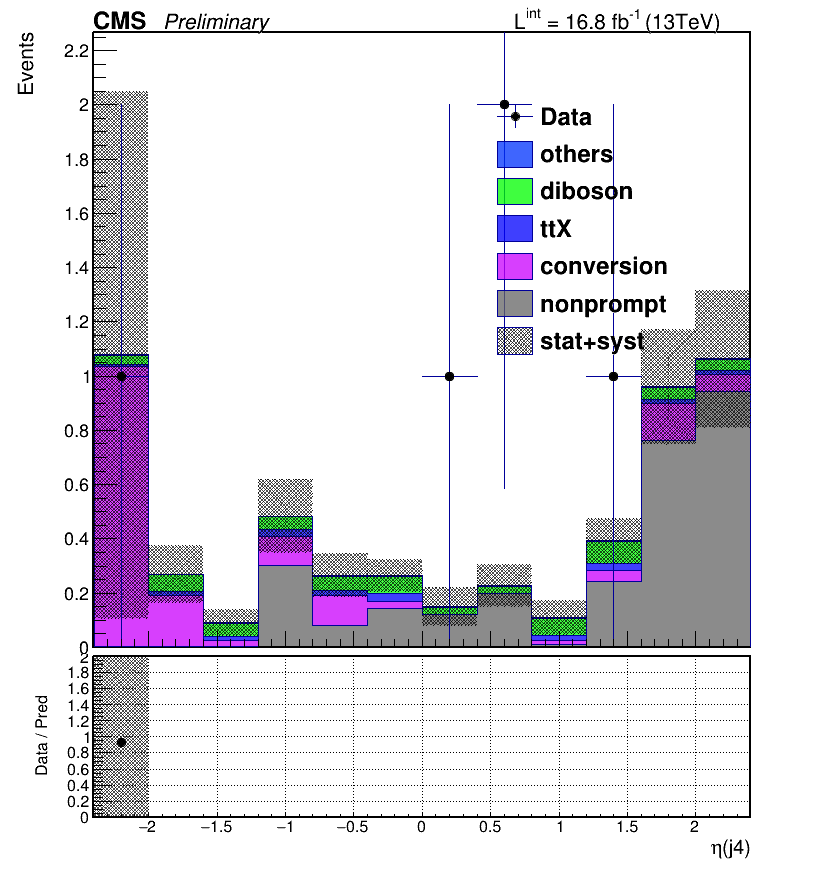 CMS Preliminary L^int = 16.8 fb^-1 (13TeV)
Events
2.2
2
1.8
1.6
1.4
1.2
1
0.8
0.6
0.4
0.2
0
Data
others
diboson
ttX
conversion
nonprompt
stat+syst
Data / Pred
2
1.8
1.6
1.4
1.2
1
0.8
0.6
0.4
0.2
0
−2 −1.5 −1 −0.5 0 0.5 1 1.5 2
η(j4)